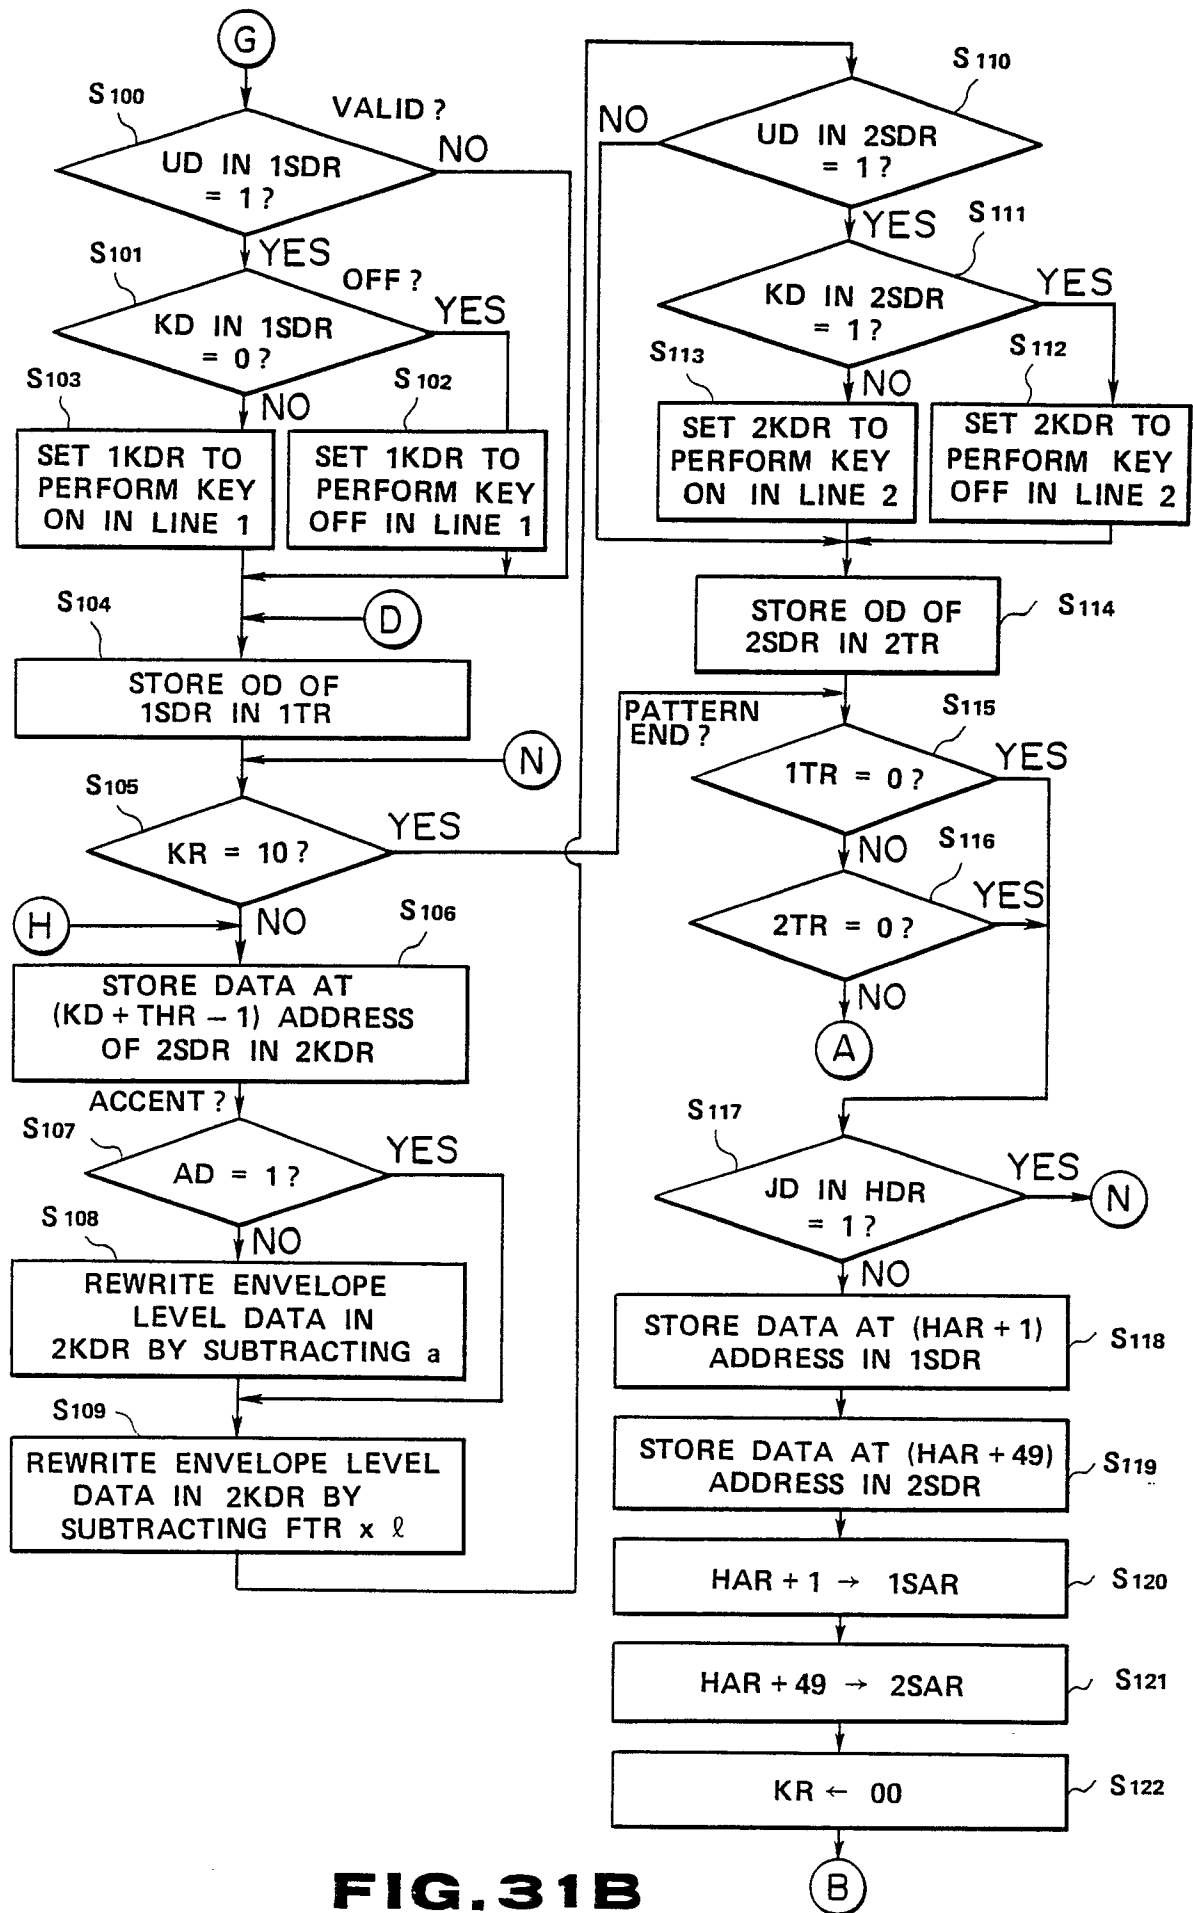 G
S100
VALID?
UD IN 1SDR
= 1?
NO
YES
S101
OFF?
KD IN 1SDR
= 0?
YES
NO
S103
SET 1KDR TO
PERFORM KEY
ON IN LINE 1
S102
SET 1KDR TO
PERFORM KEY
OFF IN LINE 1
D
S104
STORE OD OF
1SDR IN 1TR
N
S105
KR = 10?
YES
NO
H
S106
STORE DATA AT
(KD + THR − 1) ADDRESS
OF 2SDR IN 2KDR
ACCENT?
S107
AD = 1?
YES
NO
S108
REWRITE ENVELOPE
LEVEL DATA IN
2KDR BY SUBTRACTING a
S109
REWRITE ENVELOPE LEVEL
DATA IN 2KDR BY
SUBTRACTING FTR x ℓ
S110
NO
UD IN 2SDR
= 1?
YES
S111
KD IN 2SDR
= 1?
YES
NO
S113
SET 2KDR TO
PERFORM KEY
ON IN LINE 2
S112
SET 2KDR TO
PERFORM KEY
OFF IN LINE 2
STORE OD OF
2SDR IN 2TR
S114
PATTERN
END?
S115
1TR = 0?
YES
NO
S116
2TR = 0?
YES
NO
A
S117
JD IN HDR
= 1?
YES
N
NO
STORE DATA AT (HAR + 1)
ADDRESS IN 1SDR
S118
STORE DATA AT (HAR + 49)
ADDRESS IN 2SDR
S119
HAR + 1 → 1SAR
S120
HAR + 49 → 2SAR
S121
KR ← 00
S122
B
FIG.31B